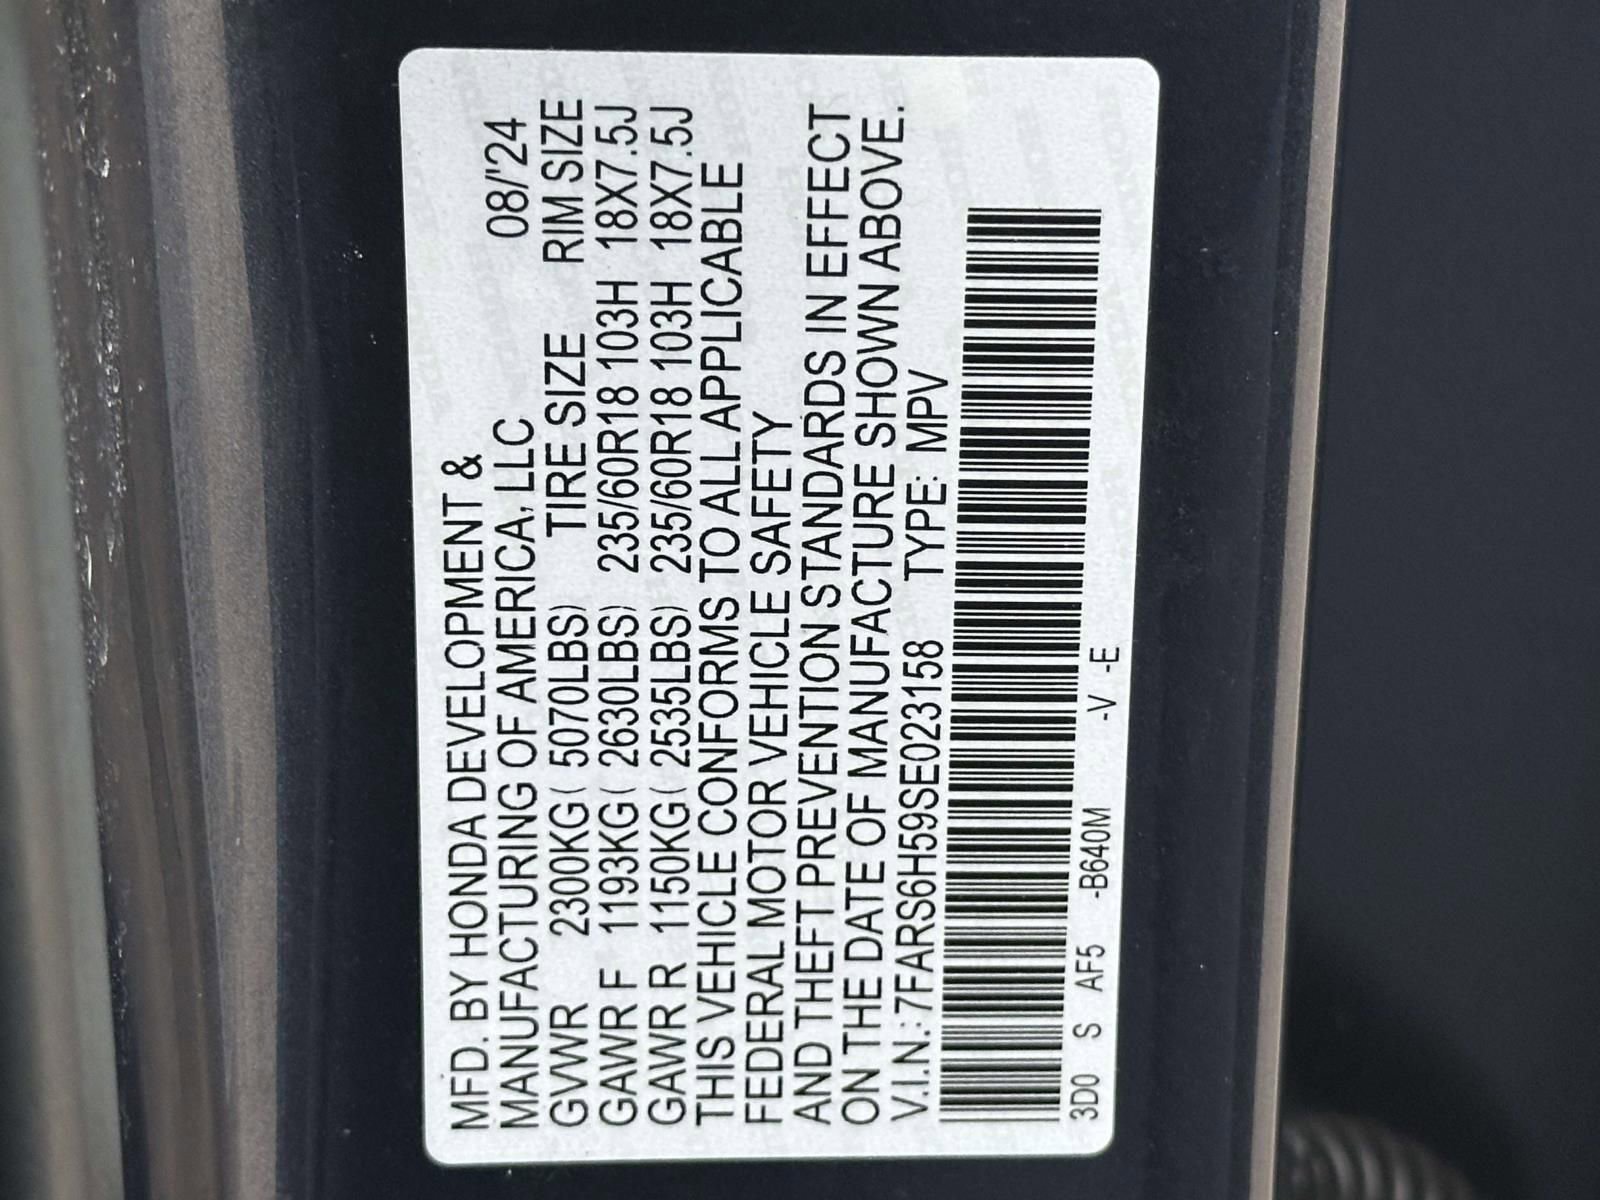 MFD. BY HONDA DEVELOPMENT &
MANUFACTURING OF AMERICA, LLC 08/'24
GVWR 2300KG( 5070LBS) TIRE SIZE RIM SIZE
GAWR F 1193KG( 2630LBS) 235/60R18 103H 18X7.5J
GAWR R 1150KG( 2535LBS) 235/60R18 103H 18X7.5J
THIS VEHICLE CONFORMS TO ALL APPLICABLE
FEDERAL MOTOR VEHICLE SAFETY
AND THEFT PREVENTION STANDARDS IN EFFECT
ON THE DATE OF MANUFACTURE SHOWN ABOVE.
V.I.N.: 7FARS6H59SE023158 TYPE: MPV
3D0 S AF5 -B640M -V -E